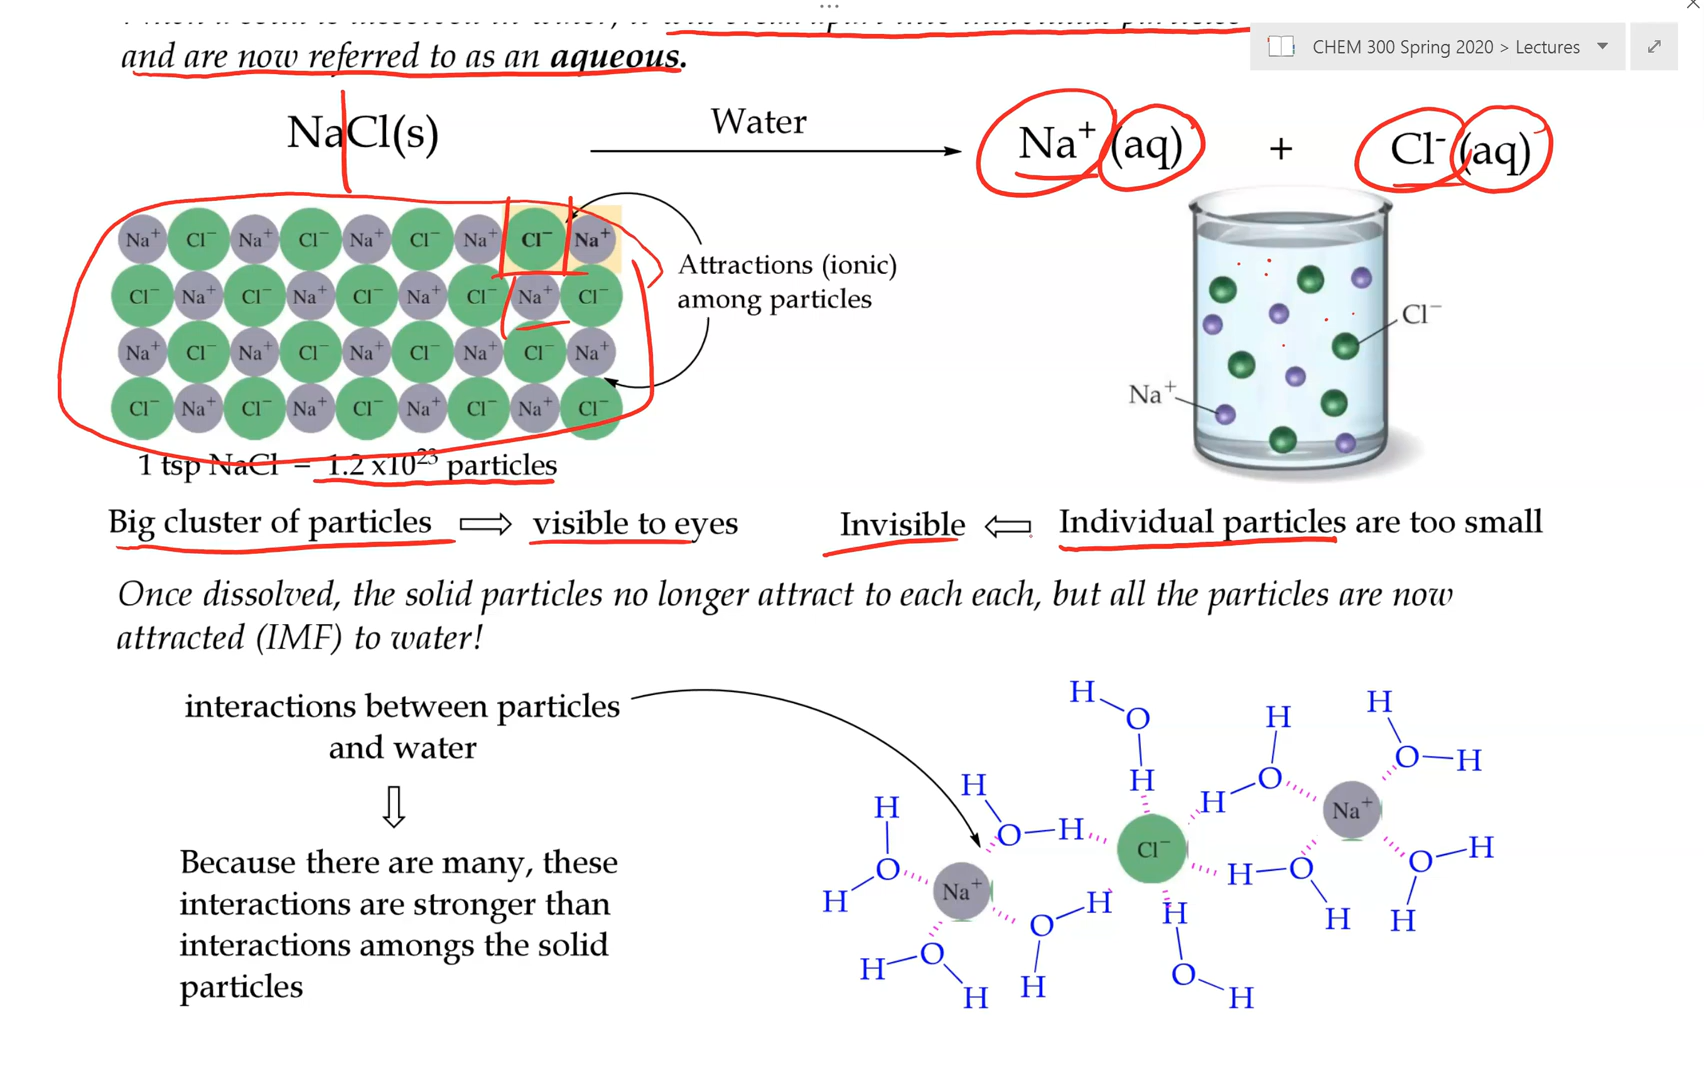 and are now referred to as an aqueous.
CHEM 300 Spring 2020 > Lectures
NaCl(s)
Water
Na⁺ (aq) + Cl⁻ (aq)
Na⁺ Cl⁻ Na⁺ Cl⁻ Na⁺ Cl⁻ Na⁺ Cl⁻ Na⁺
Cl⁻ Na⁺ Cl⁻ Na⁺ Cl⁻ Na⁺ Cl⁻ Na⁺ Cl⁻
Na⁺ Cl⁻ Na⁺ Cl⁻ Na⁺ Cl⁻ Na⁺ Cl⁻ Na⁺
Cl⁻ Na⁺ Cl⁻ Na⁺ Cl⁻ Na⁺ Cl⁻ Na⁺ Cl⁻
Attractions (ionic)
among particles
Cl⁻
Na⁺
1 tsp NaCl = 1.2 x10²³ particles
Big cluster of particles ⇨ visible to eyes
Invisible ⇦ Individual particles are too small
Once dissolved, the solid particles no longer attract to each each, but all the particles are now
attracted (IMF) to water!
interactions between particles
and water
Because there are many, these
interactions are stronger than
interactions amongs the solid
particles
H
O
H
H
O
H
H
O
H
H
O
H
H
O
H
Cl⁻
Na⁺
H
O
H
Na⁺
H
O
H
H
O
H
H
O
H
H
O
H